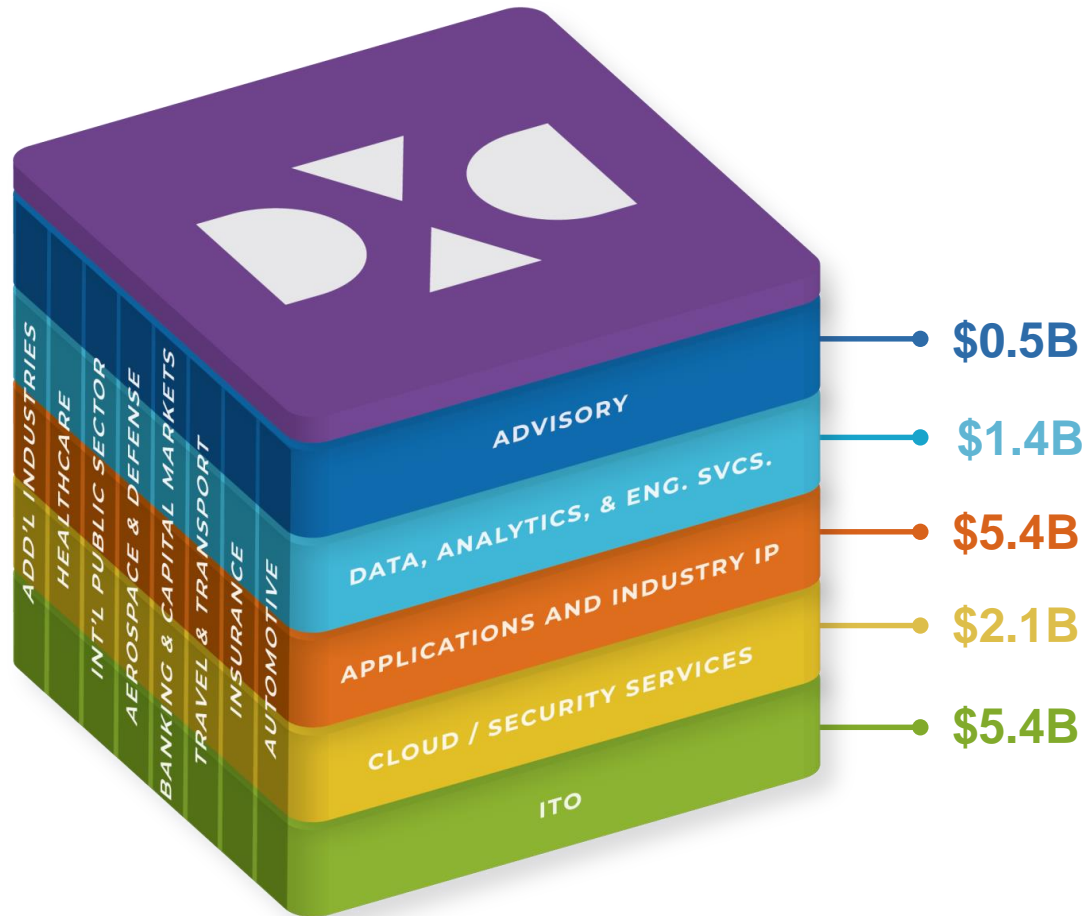 DXC
ADVISORY
$0.5B
DATA, ANALYTICS, & ENG. SVCS.
$1.4B
APPLICATIONS AND INDUSTRY IP
$5.4B
CLOUD / SECURITY SERVICES
$2.1B
ITO
$5.4B
ADD'L INDUSTRIES
HEALTHCARE
INT'L PUBLIC SECTOR
AEROSPACE & DEFENSE
BANKING & CAPITAL MARKETS
TRAVEL & TRANSPORT
INSURANCE
AUTOMOTIVE